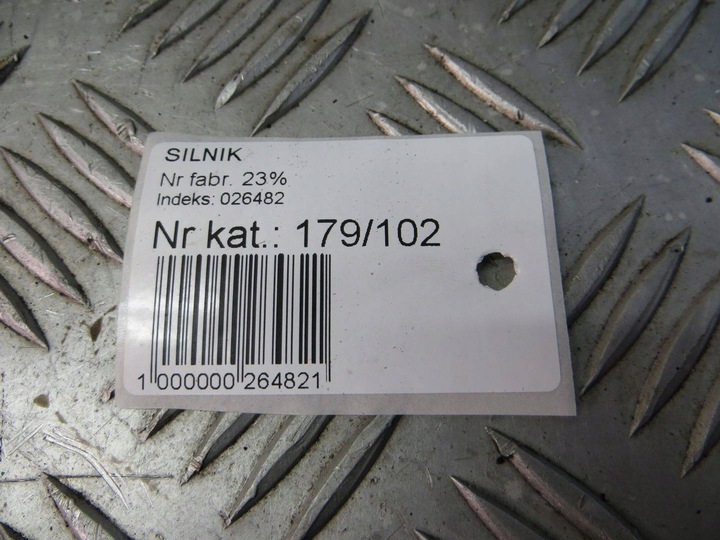 SILNIK
Nr fabr. 23%
Indeks: 026482
Nr kat.: 179/102
1 000000 264821